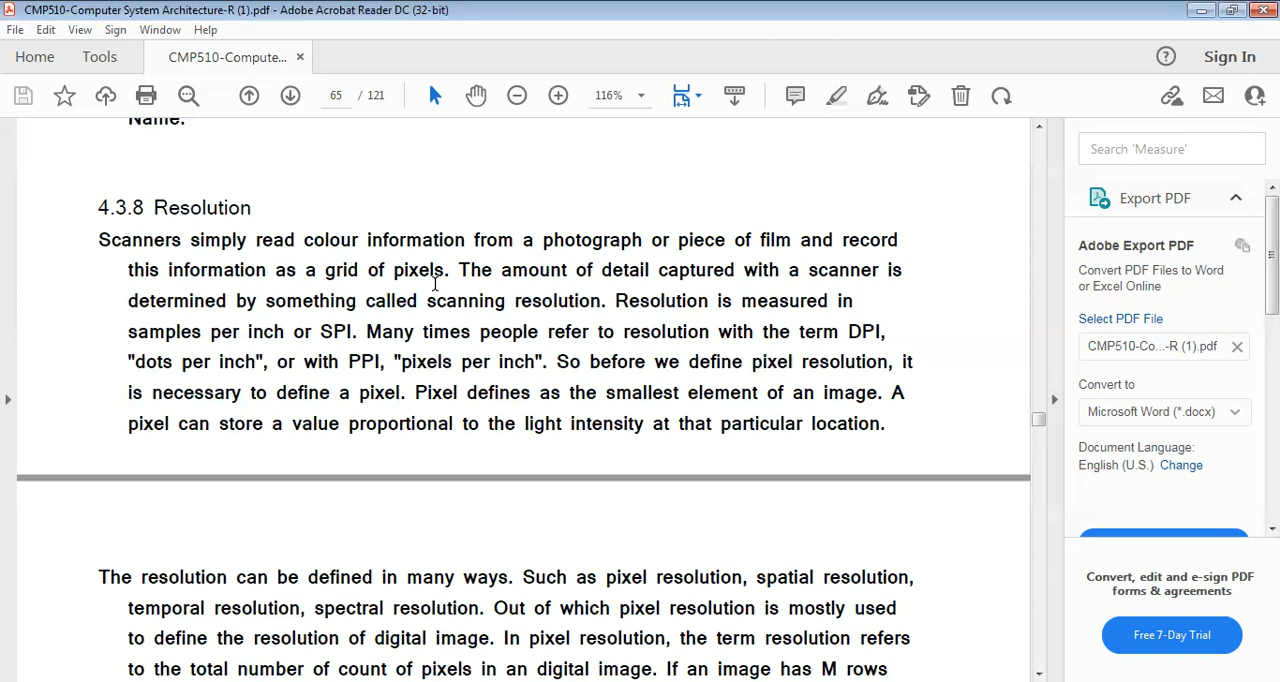 CMP510-Computer System Architecture-R (1).pdf - Adobe Acrobat Reader DC (32-bit)
File Edit View Sign Window Help
Home Tools CMP510-Compute... × Sign In
65 / 121 116%
Name.
4.3.8 Resolution
Scanners simply read colour information from a photograph or piece of film and record
this information as a grid of pixels. The amount of detail captured with a scanner is
determined by something called scanning resolution. Resolution is measured in
samples per inch or SPI. Many times people refer to resolution with the term DPI,
"dots per inch", or with PPI, "pixels per inch". So before we define pixel resolution, it
is necessary to define a pixel. Pixel defines as the smallest element of an image. A
pixel can store a value proportional to the light intensity at that particular location.
The resolution can be defined in many ways. Such as pixel resolution, spatial resolution,
temporal resolution, spectral resolution. Out of which pixel resolution is mostly used
to define the resolution of digital image. In pixel resolution, the term resolution refers
to the total number of count of pixels in an digital image. If an image has M rows
Search 'Measure'
Export PDF
Adobe Export PDF
Convert PDF Files to Word
or Excel Online
Select PDF File
CMP510-Co...-R (1).pdf
Convert to
Microsoft Word (*.docx)
Document Language:
English (U.S.) Change
Convert, edit and e-sign PDF
forms & agreements
Free 7-Day Trial